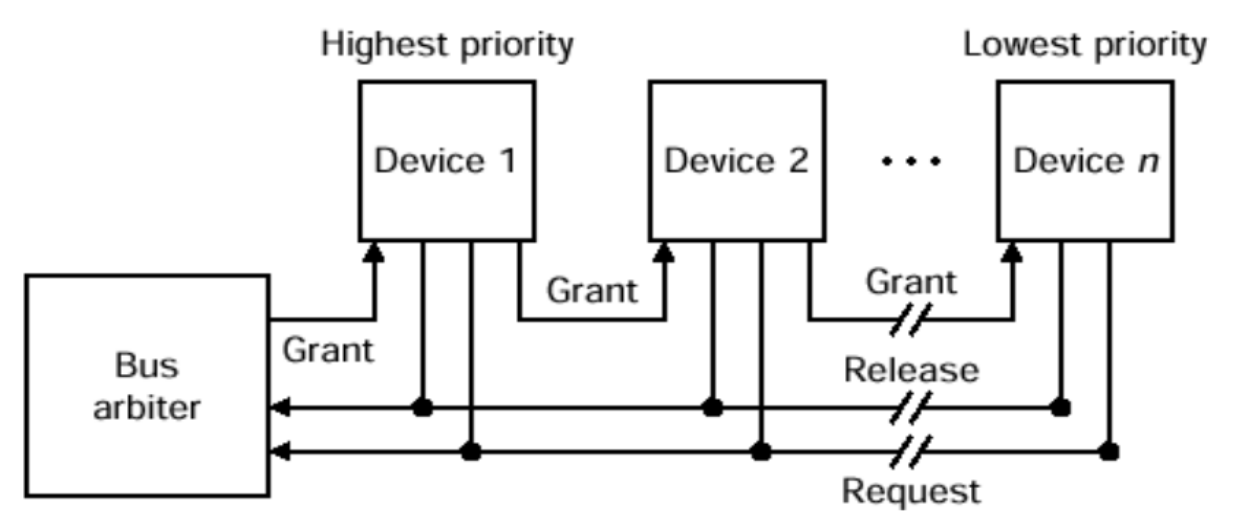 Highest priority
Lowest priority
Device 1
Device 2
Device n
Grant
Grant
Grant
Bus
arbiter
Release
Request